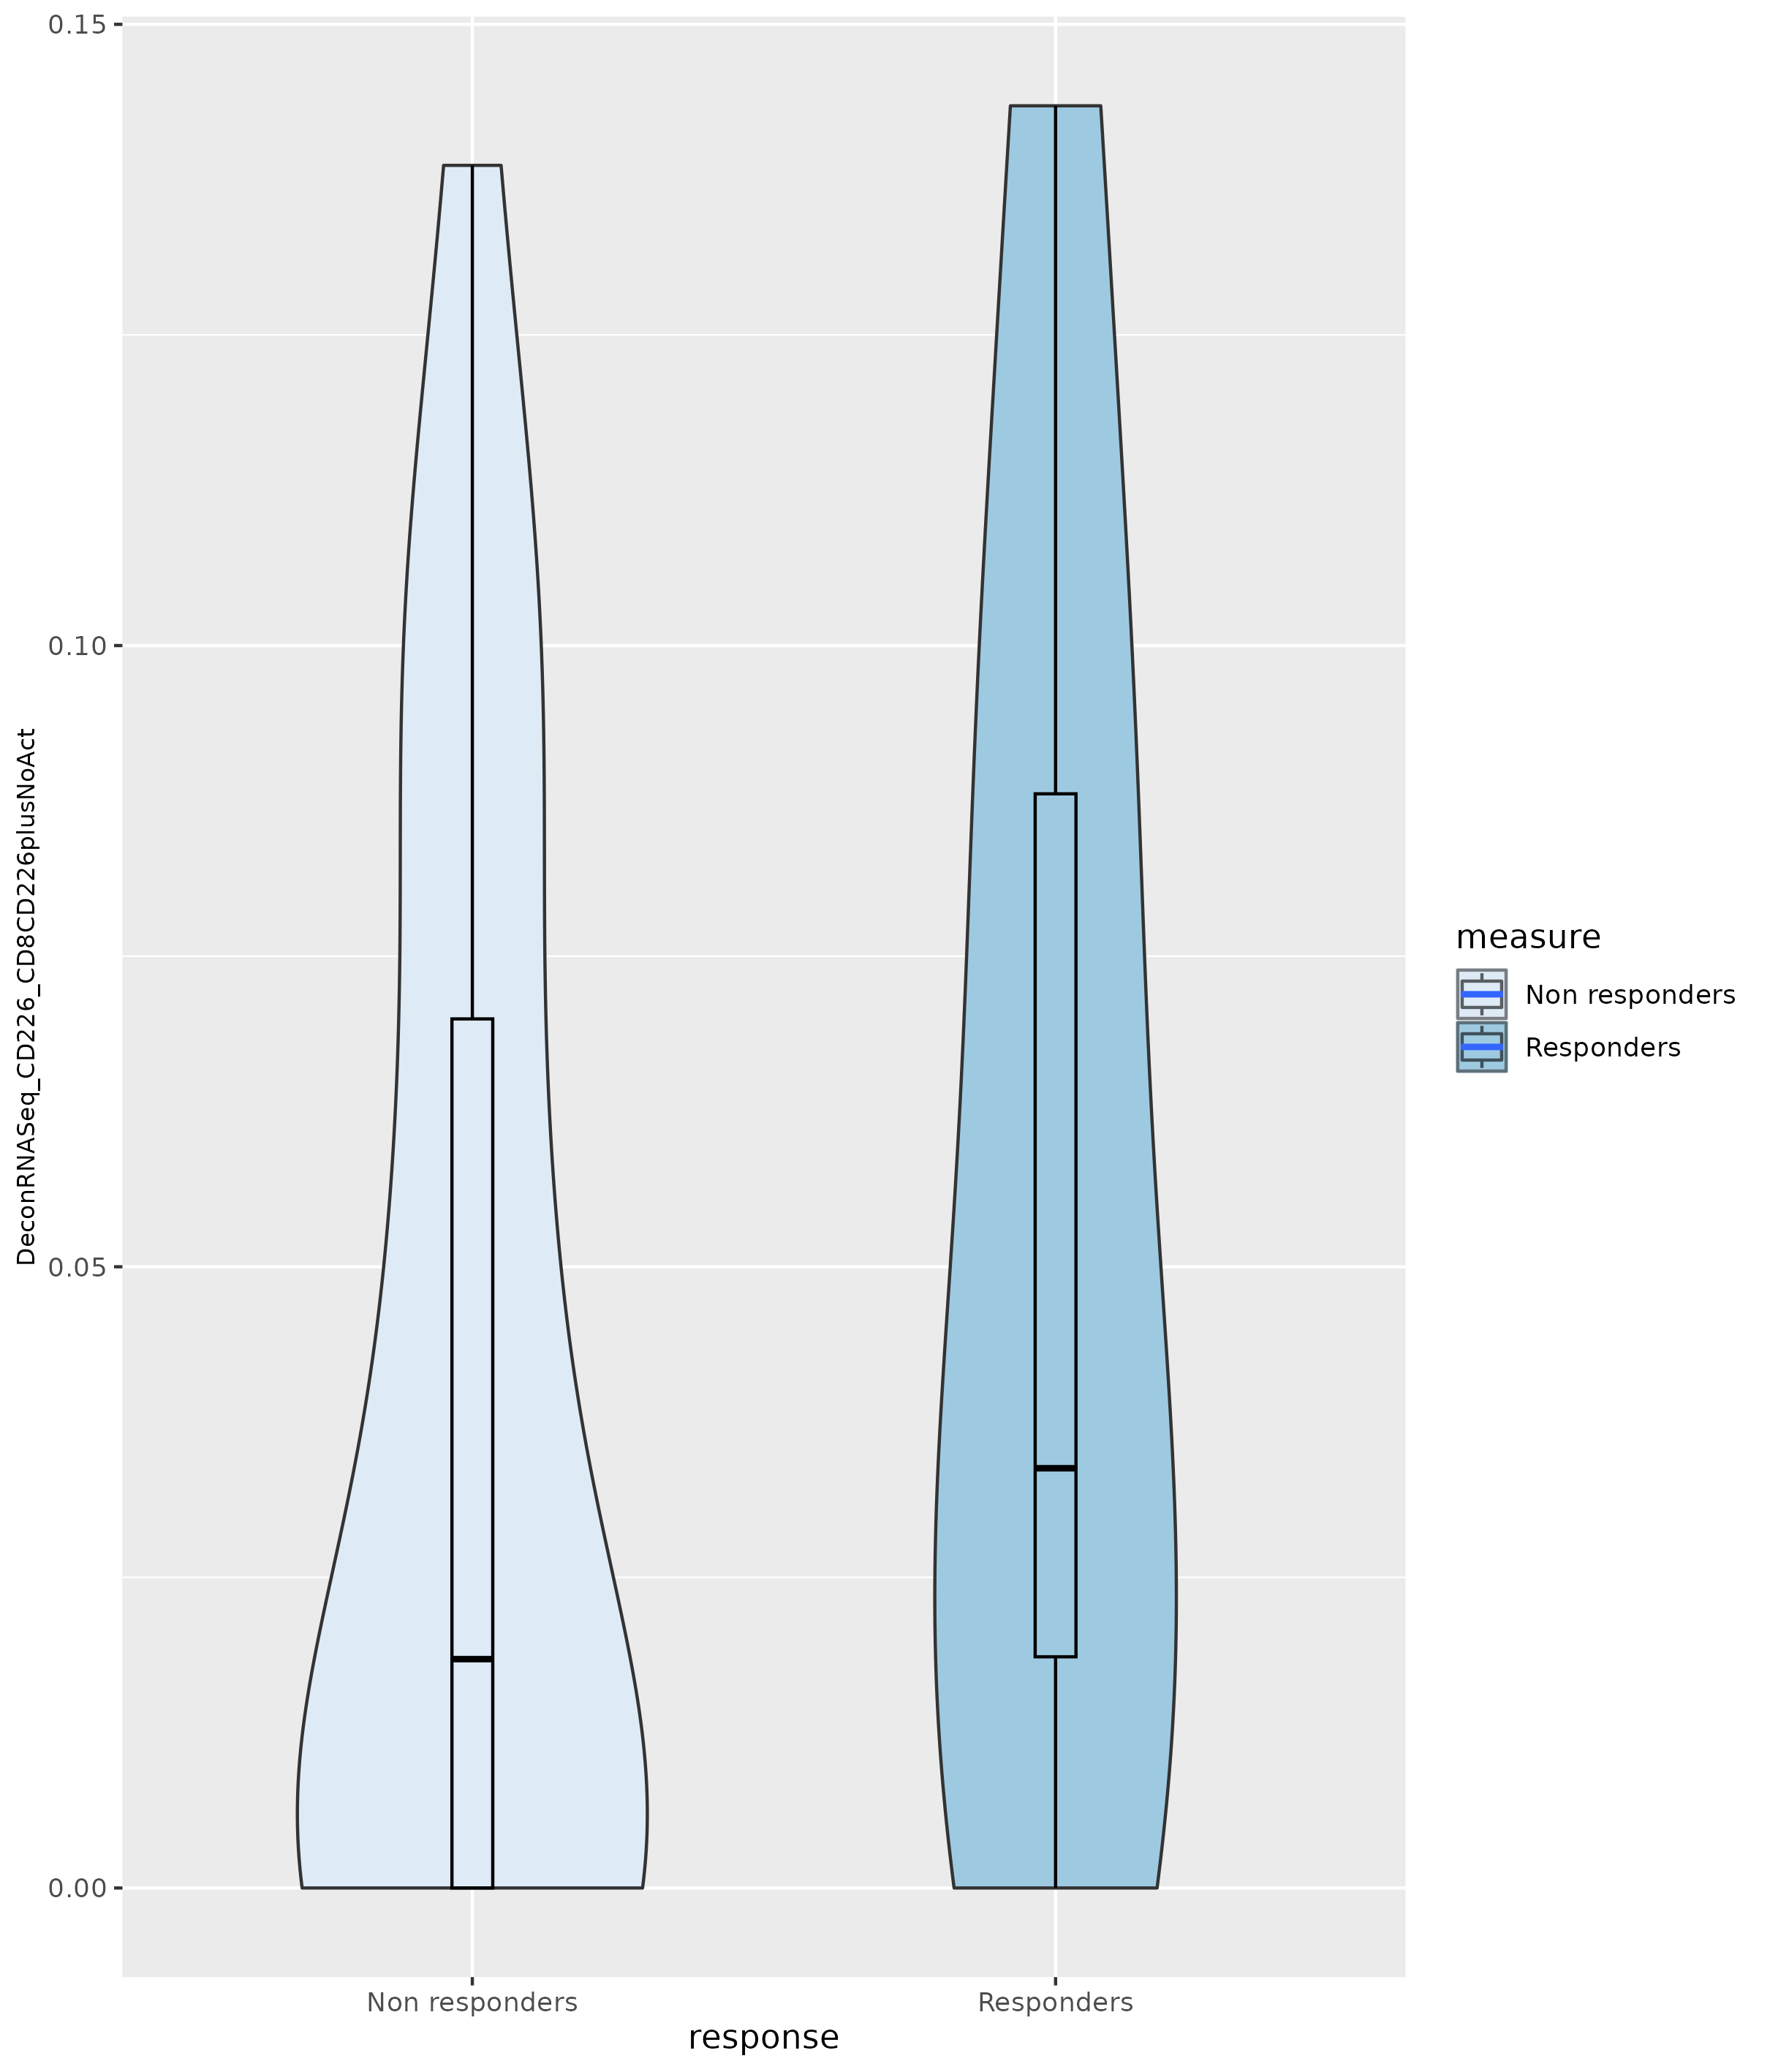 0.15
0.10
0.05
0.00
DeconRNASeq_CD226_CD8CD226plusNoAct
Non responders
Responders
response
measure
Non responders
Responders